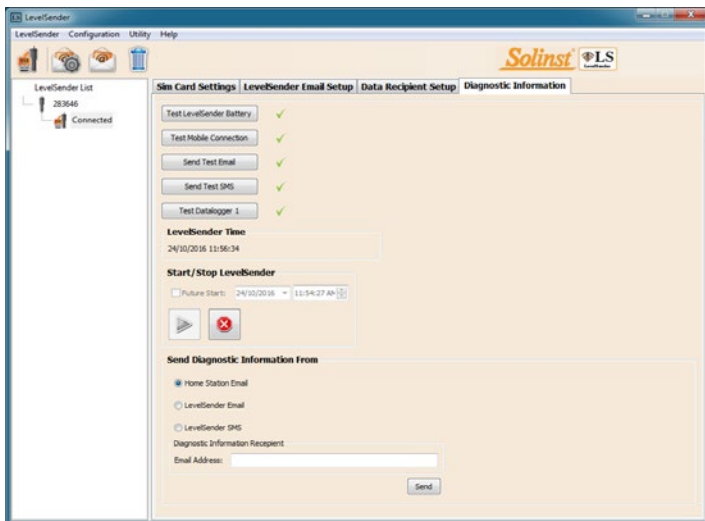 LevelSender
LevelSender Configuration Utility Help
Solinst LS
LevelSender
LevelSender List
283646
Connected
Sim Card Settings LevelSender Email Setup Data Recipient Setup Diagnostic Information
Test LevelSender Battery
Test Mobile Connection
Send Test Email
Send Test SMS
Test Datalogger 1
LevelSender Time
24/10/2016 11:56:34
Start/Stop LevelSender
Future Start: 24/10/2016 11:54:27 AM
Send Diagnostic Information From
Home Station Email
LevelSender Email
LevelSender SMS
Diagnostic Information Recepient
Email Address:
Send